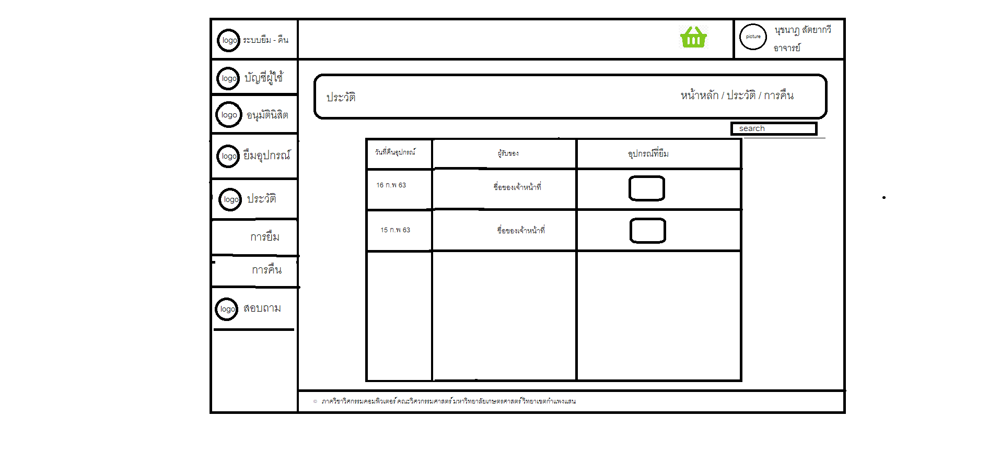 logo ระบบยืม - คืน
picture
นุชนาฎ สัตยากวี
อาจารย์
logo บัญชีผู้ใช้
logo อนุมัตินิสิต
logo ยืมอุปกรณ์
logo ประวัติ
การยืม
การคืน
logo สอบถาม
ประวัติ
หน้าหลัก / ประวัติ / การคืน
search
วันที่คืนอุปกรณ์ ผู้รับของ อุปกรณ์ที่ยืม
16 ก.พ 63 ชื่อของเจ้าหน้าที่
15 ก.พ 63 ชื่อของเจ้าหน้าที่
© ภาควิชาวิศกรรมคอมพิวเตอร์ คณะวิศวกรรมศาสตร์ มหาวิทยาลัยเกษตรศาสตร์ วิทยาเขตกำแพงแสน